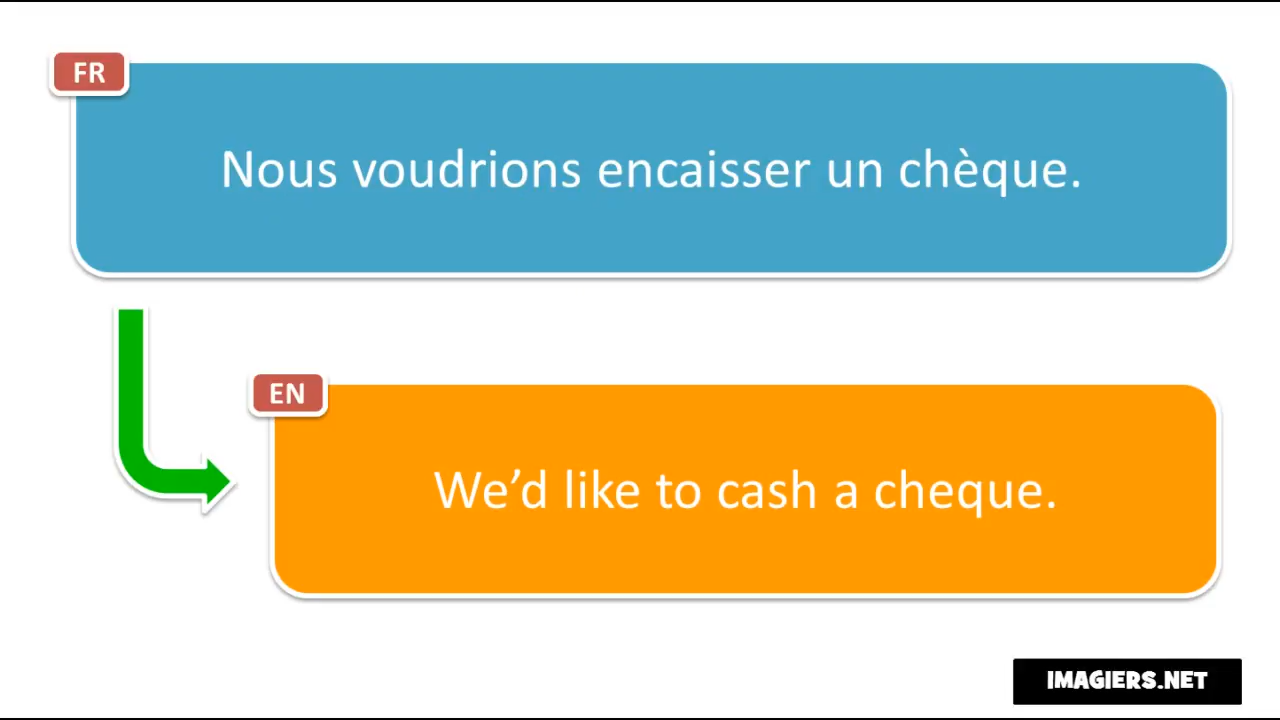 FR
Nous voudrions encaisser un chèque.
EN
We’d like to cash a cheque.
IMAGIERS.NET